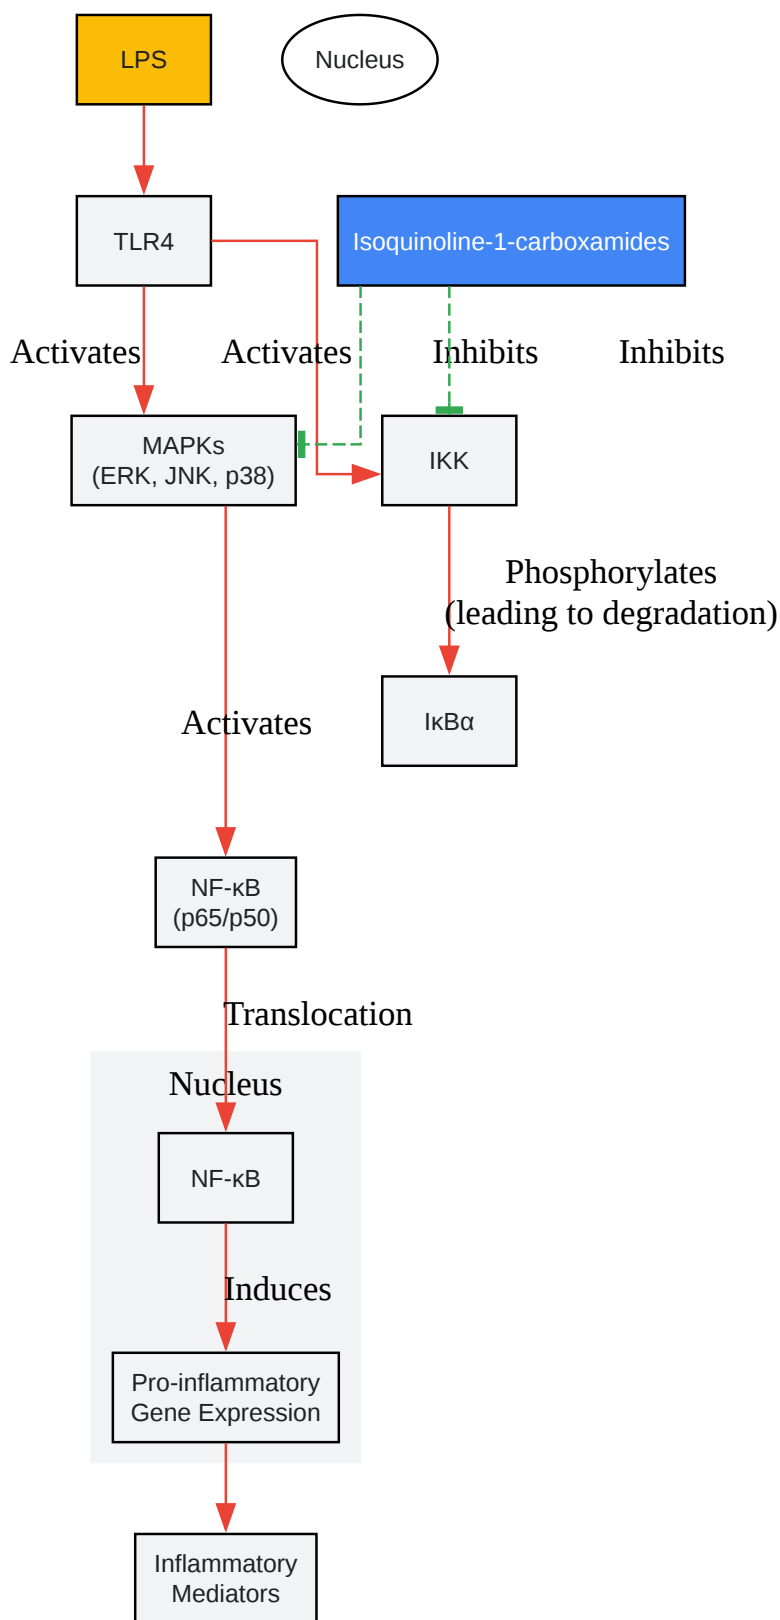 LPS
Nucleus
TLR4
Isoquinoline-1-carboxamides
Activates
Activates
Inhibits
Inhibits
MAPKs
(ERK, JNK, p38)
IKK
Phosphorylates
(leading to degradation)
IκBα
Activates
NF-κB
(p65/p50)
Translocation
Nucleus
NF-κB
Induces
Pro-inflammatory
Gene Expression
Inflammatory
Mediators